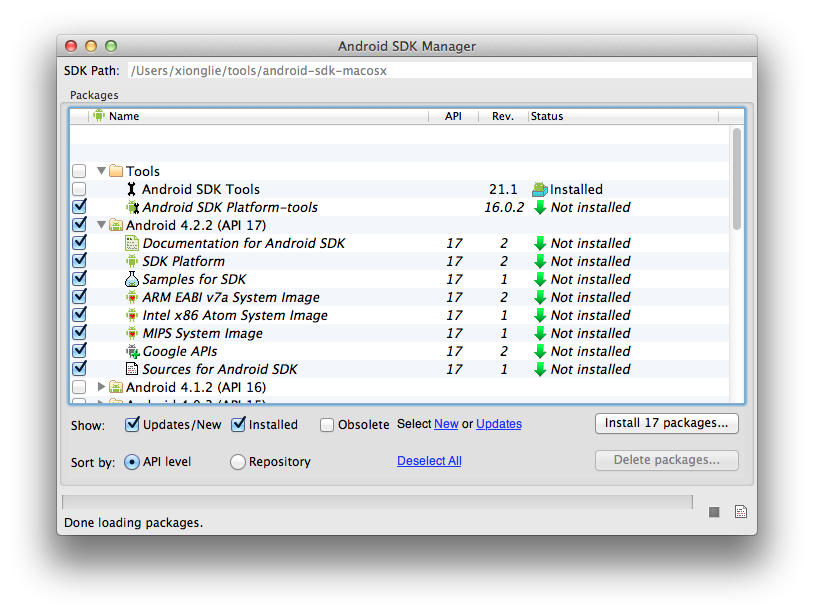 Android SDK Manager
SDK Path: /Users/xionglie/tools/android-sdk-macosx
Packages
Name API Rev. Status
Tools
Android SDK Tools 21.1 Installed
Android SDK Platform-tools 16.0.2 Not installed
Android 4.2.2 (API 17)
Documentation for Android SDK 17 2 Not installed
SDK Platform 17 2 Not installed
Samples for SDK 17 1 Not installed
ARM EABI v7a System Image 17 2 Not installed
Intel x86 Atom System Image 17 1 Not installed
MIPS System Image 17 1 Not installed
Google APIs 17 2 Not installed
Sources for Android SDK 17 1 Not installed
Android 4.1.2 (API 16)
Show: Updates/New Installed Obsolete Select New or Updates Install 17 packages...
Sort by: API level Repository Deselect All Delete packages...
Done loading packages.